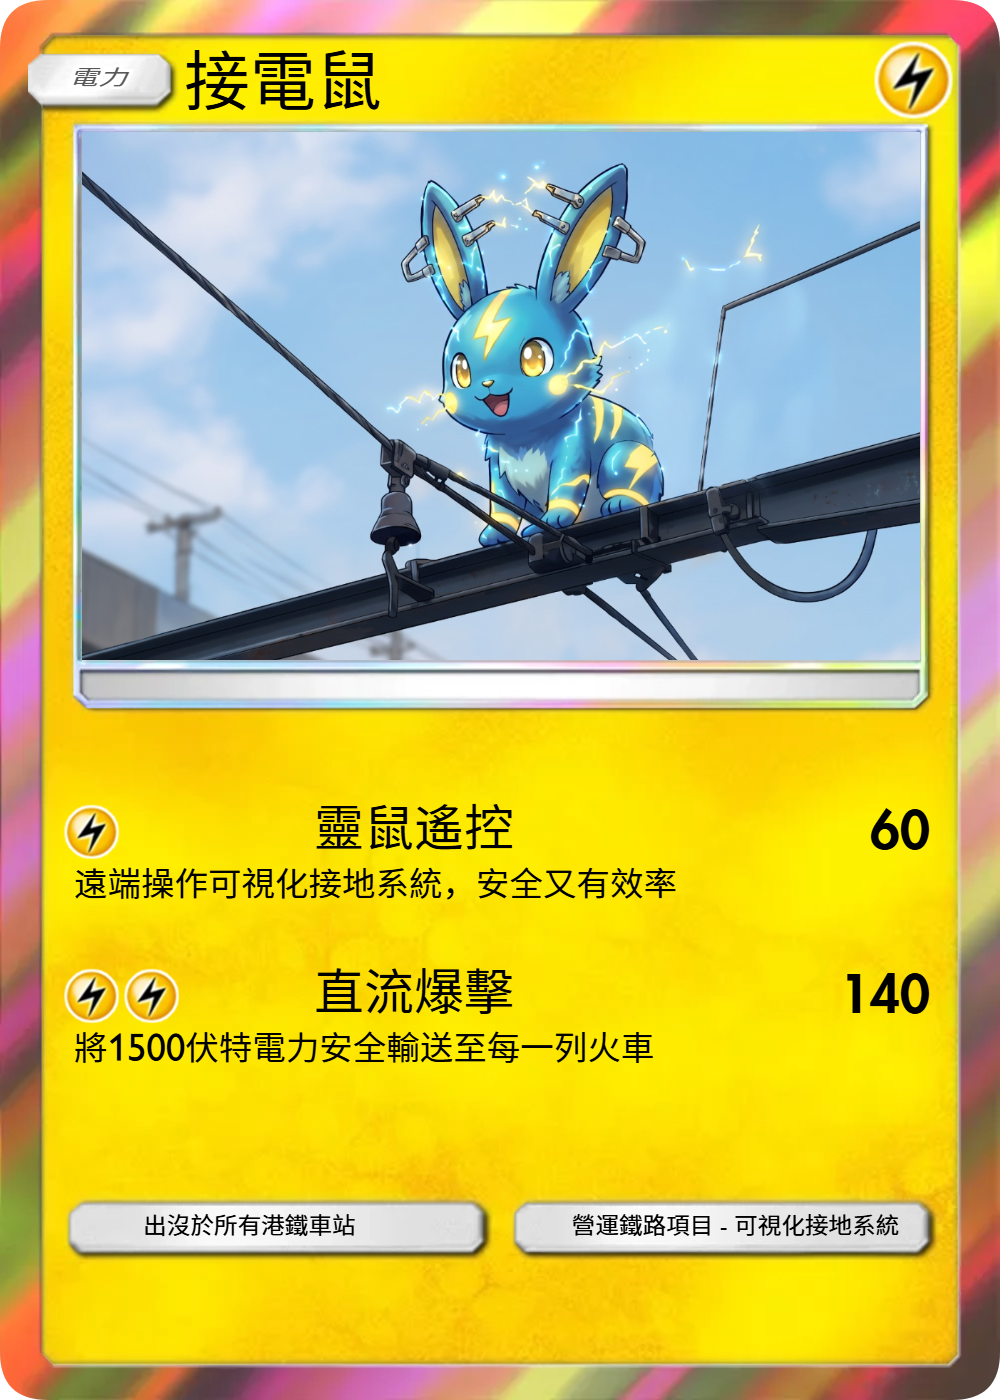 電力
接電鼠
靈鼠遙控 60
遠端操作可視化接地系統，安全又有效率
直流爆擊 140
將1500伏特電力安全輸送至每一列火車
出沒於所有港鐵車站
營運鐵路項目 - 可視化接地系統